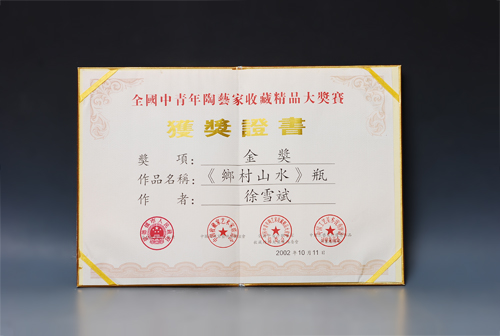 全國中青年陶藝家收藏精品大獎賽
獲獎證書
獎項：金獎
作品名稱：《鄉村山水》瓶
作者：徐雪斌
2002年10月11日